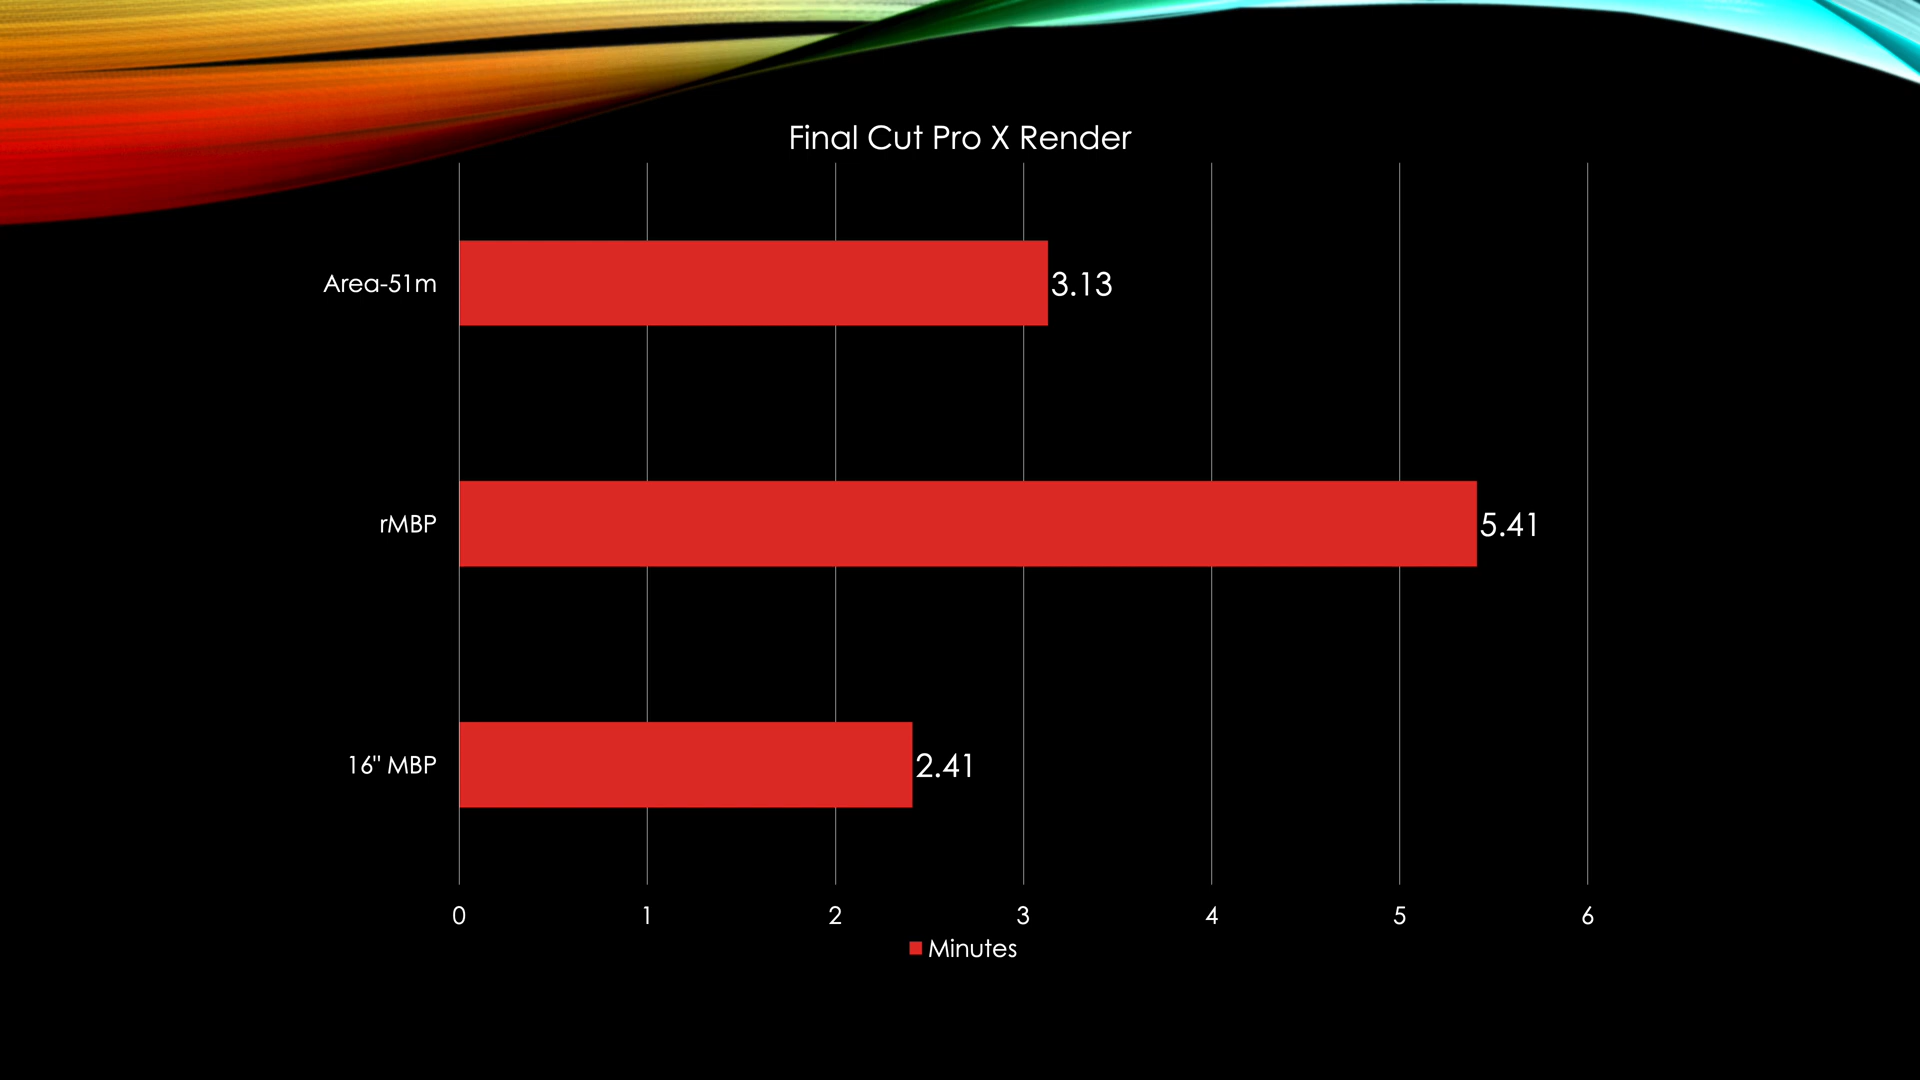 Final Cut Pro X Render
Area-51m
3.13
rMBP
5.41
16" MBP
2.41
0 1 2 3 4 5 6
Minutes